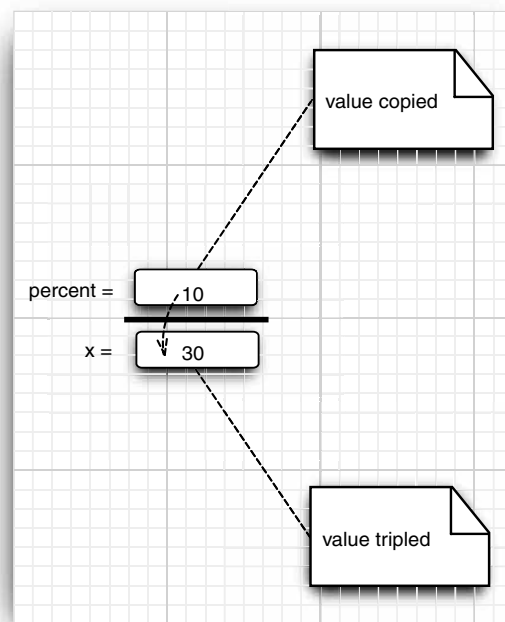 value copied
percent = 10
x = 30
value tripled